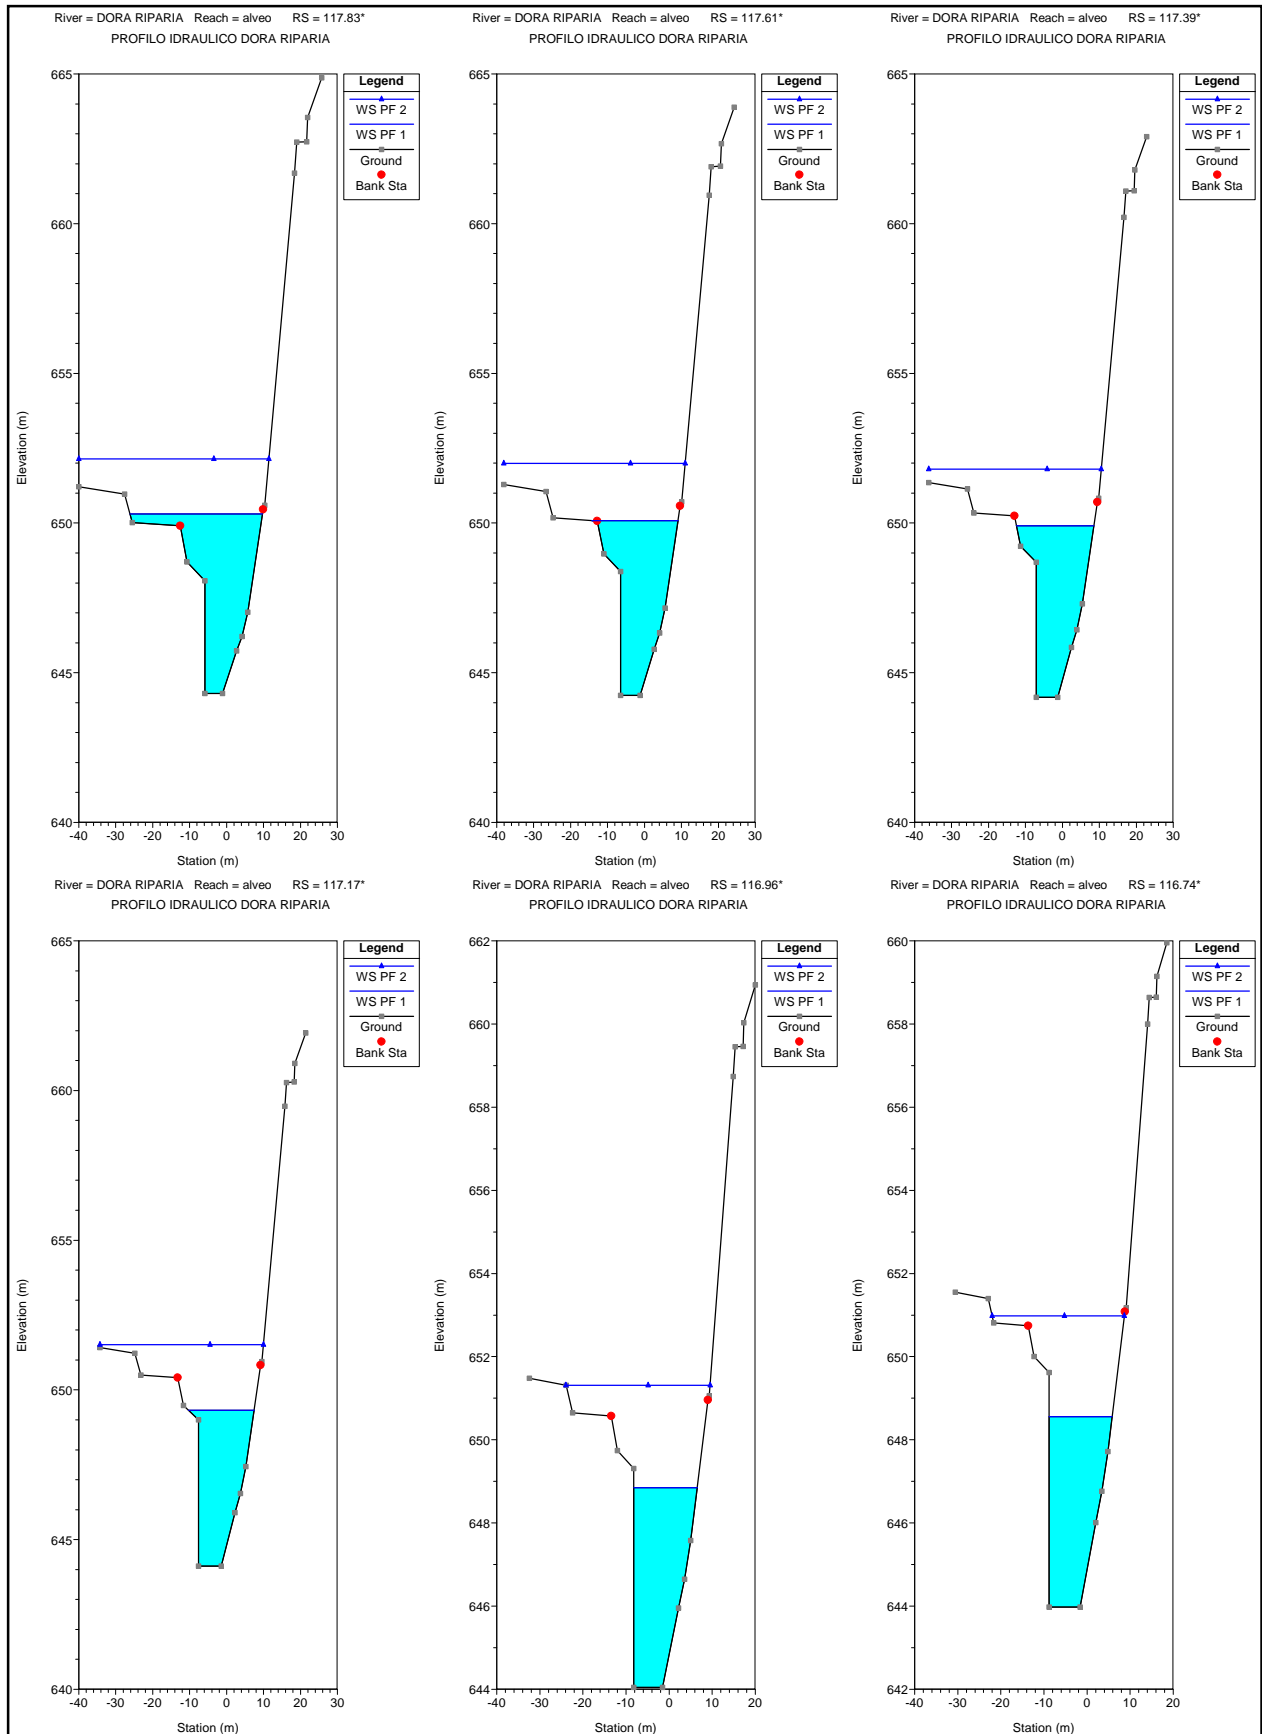 River = DORA RIPARIA Reach = alveo RS = 117.83*
PROFILO IDRAULICO DORA RIPARIA
665
660
655
650
645
640
Elevation (m)
-40 -30 -20 -10 0 10 20 30
Station (m)
Legend
WS PF 2
WS PF 1
Ground
Bank Sta
River = DORA RIPARIA Reach = alveo RS = 117.61*
PROFILO IDRAULICO DORA RIPARIA
665
660
655
650
645
640
Elevation (m)
-40 -30 -20 -10 0 10 20 30
Station (m)
Legend
WS PF 2
WS PF 1
Ground
Bank Sta
River = DORA RIPARIA Reach = alveo RS = 117.39*
PROFILO IDRAULICO DORA RIPARIA
665
660
655
650
645
640
Elevation (m)
-40 -30 -20 -10 0 10 20 30
Station (m)
Legend
WS PF 2
WS PF 1
Ground
Bank Sta
River = DORA RIPARIA Reach = alveo RS = 117.17*
PROFILO IDRAULICO DORA RIPARIA
665
660
655
650
645
640
Elevation (m)
-40 -30 -20 -10 0 10 20 30
Station (m)
Legend
WS PF 2
WS PF 1
Ground
Bank Sta
River = DORA RIPARIA Reach = alveo RS = 116.96*
PROFILO IDRAULICO DORA RIPARIA
662
660
658
656
654
652
650
648
646
644
Elevation (m)
-40 -30 -20 -10 0 10 20
Station (m)
Legend
WS PF 2
WS PF 1
Ground
Bank Sta
River = DORA RIPARIA Reach = alveo RS = 116.74*
PROFILO IDRAULICO DORA RIPARIA
660
658
656
654
652
650
648
646
644
642
Elevation (m)
-40 -30 -20 -10 0 10 20
Station (m)
Legend
WS PF 2
WS PF 1
Ground
Bank Sta